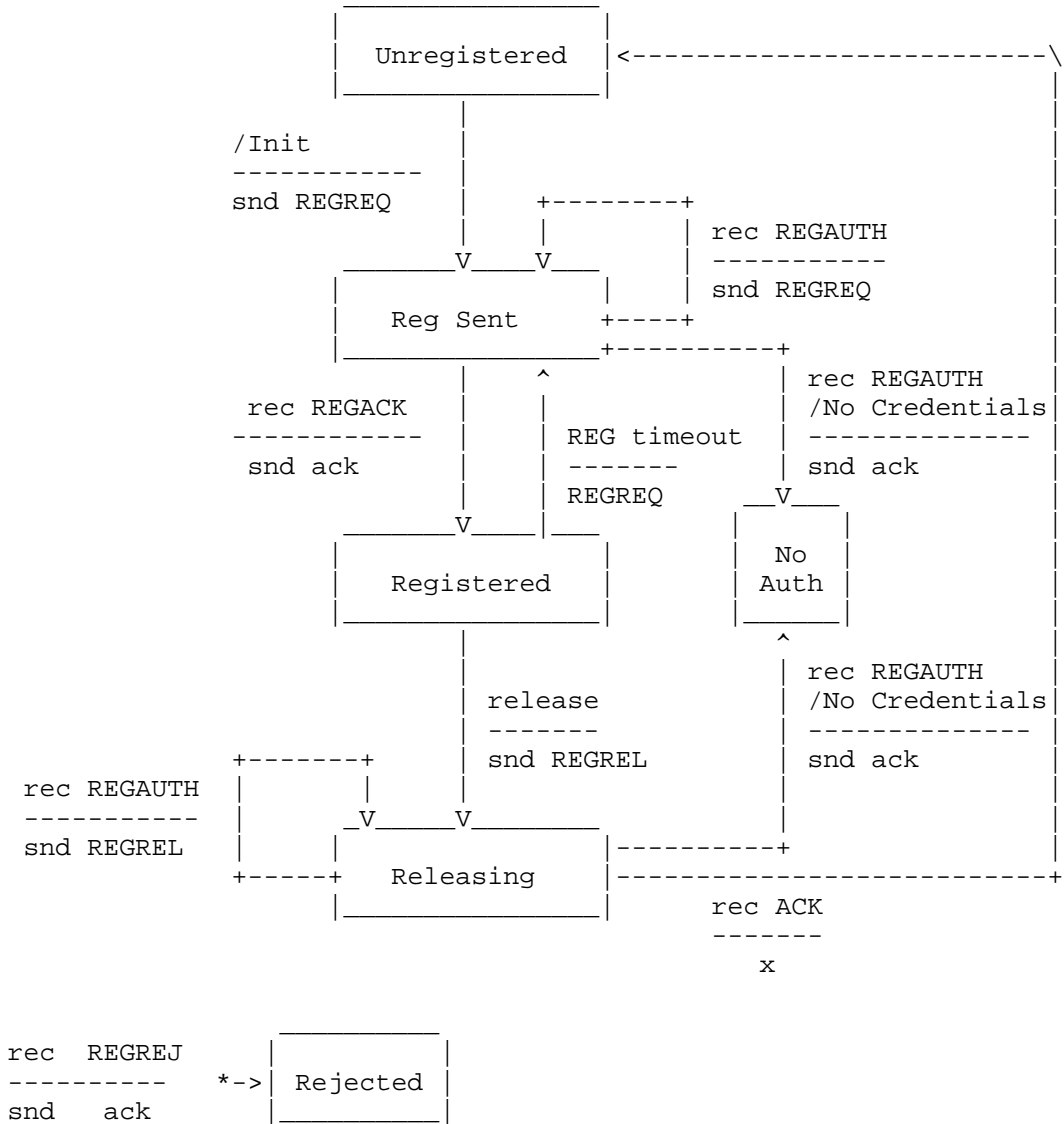 Unregistered
/Init
------------
snd REGREQ
rec REGAUTH
-----------
snd REGREQ
Reg Sent
rec REGAUTH
/No Credentials
--------------
snd ack
rec REGACK
------------
snd ack
REG timeout
-------
REGREQ
Registered
No
Auth
release
-------
snd REGREL
rec REGAUTH
/No Credentials
--------------
snd ack
rec REGAUTH
-----------
snd REGREL
Releasing
rec ACK
-------
x
rec REGREJ
----------
snd ack
*->
Rejected